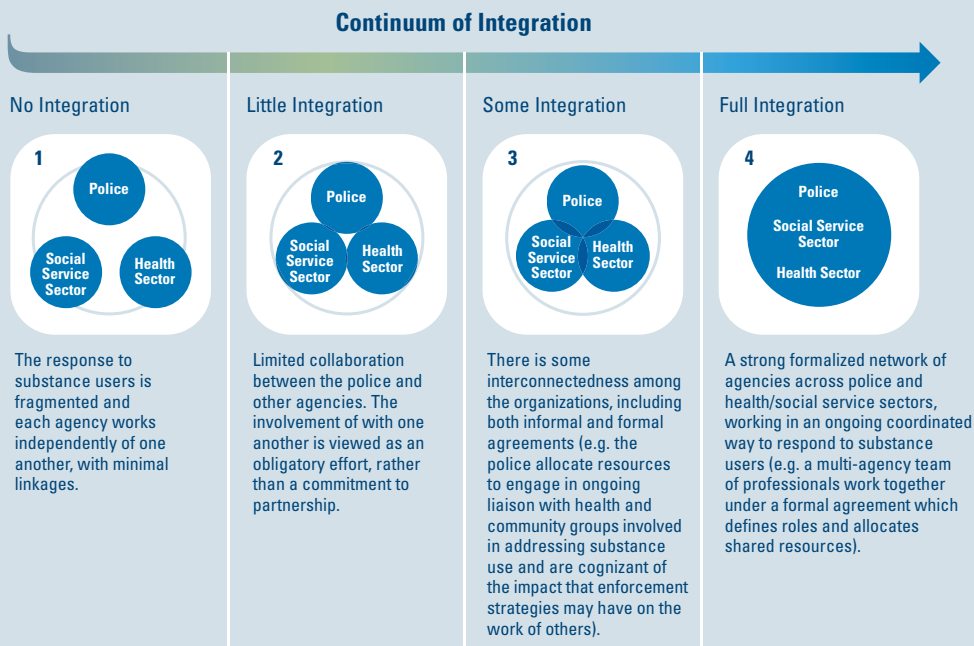 Continuum of Integration
No Integration
1
Police
Social
Service
Sector
Health
Sector
The response to
substance users is
fragmented and
each agency works
independently of one
another, with minimal
linkages.
Little Integration
2
Police
Social
Service
Sector
Health
Sector
Limited collaboration
between the police and
other agencies. The
involvement of with one
another is viewed as an
obligatory effort, rather
than a commitment to
partnership.
Some Integration
3
Police
Social
Service
Sector
Health
Sector
There is some
interconnectedness among
the organizations, including
both informal and formal
agreements (e.g. the
police allocate resources
to engage in ongoing
liaison with health and
community groups involved
in addressing substance
use and are cognizant of
the impact that enforcement
strategies may have on the
work of others).
Full Integration
4
Police
Social Service
Sector
Health Sector
A strong formalized network of
agencies across police and
health/social service sectors,
working in an ongoing coordinated
way to respond to substance
users (e.g. a multi-agency team
of professionals work together
under a formal agreement which
defines roles and allocates
shared resources).